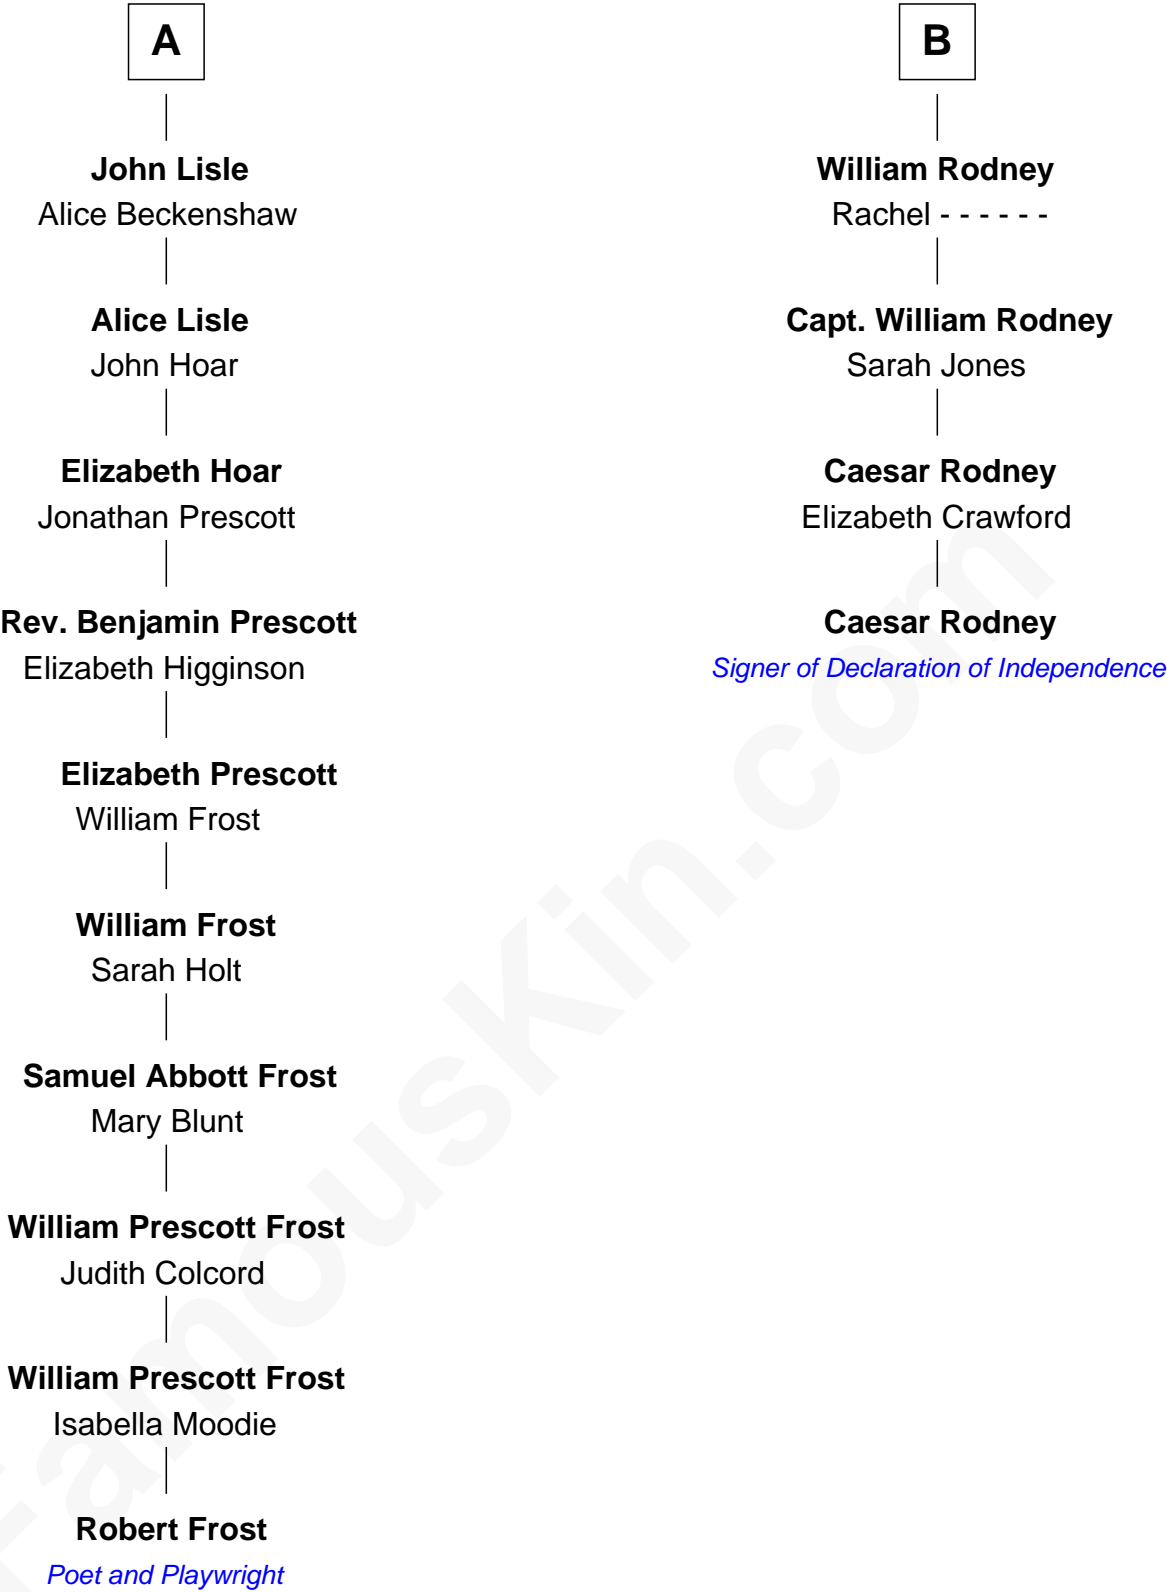 A
John Lisle
Alice Beckenshaw
Alice Lisle
John Hoar
Elizabeth Hoar
Jonathan Prescott
Rev. Benjamin Prescott
Elizabeth Higginson
Elizabeth Prescott
William Frost
William Frost
Sarah Holt
Samuel Abbott Frost
Mary Blunt
William Prescott Frost
Judith Colcord
William Prescott Frost
Isabella Moodie
Robert Frost
Poet and Playwright
B
William Rodney
Rachel - - - - - -
Capt. William Rodney
Sarah Jones
Caesar Rodney
Elizabeth Crawford
Caesar Rodney
Signer of Declaration of Independence
FamousKin.com